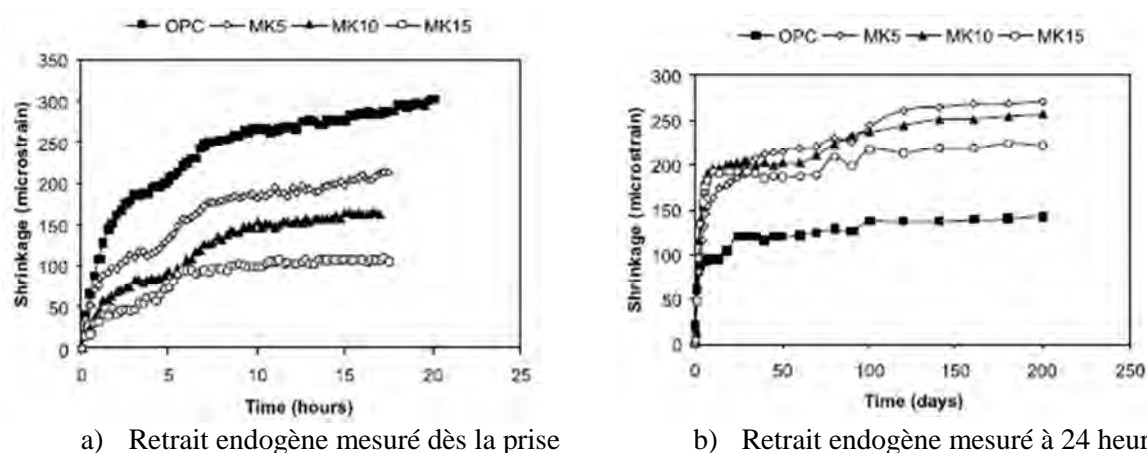 OPC MK5 MK10 MK15
350
300
250
200
150
100
50
0
Shrinkage (microstrain)
0 5 10 15 20 25
Time (hours)
a) Retrait endogène mesuré dès la prise
OPC MK5 MK10 MK15
300
250
200
150
100
50
0
Shrinkage (microstrain)
0 50 100 150 200
Time (days)
b) Retrait endogène mesuré à 24 heur